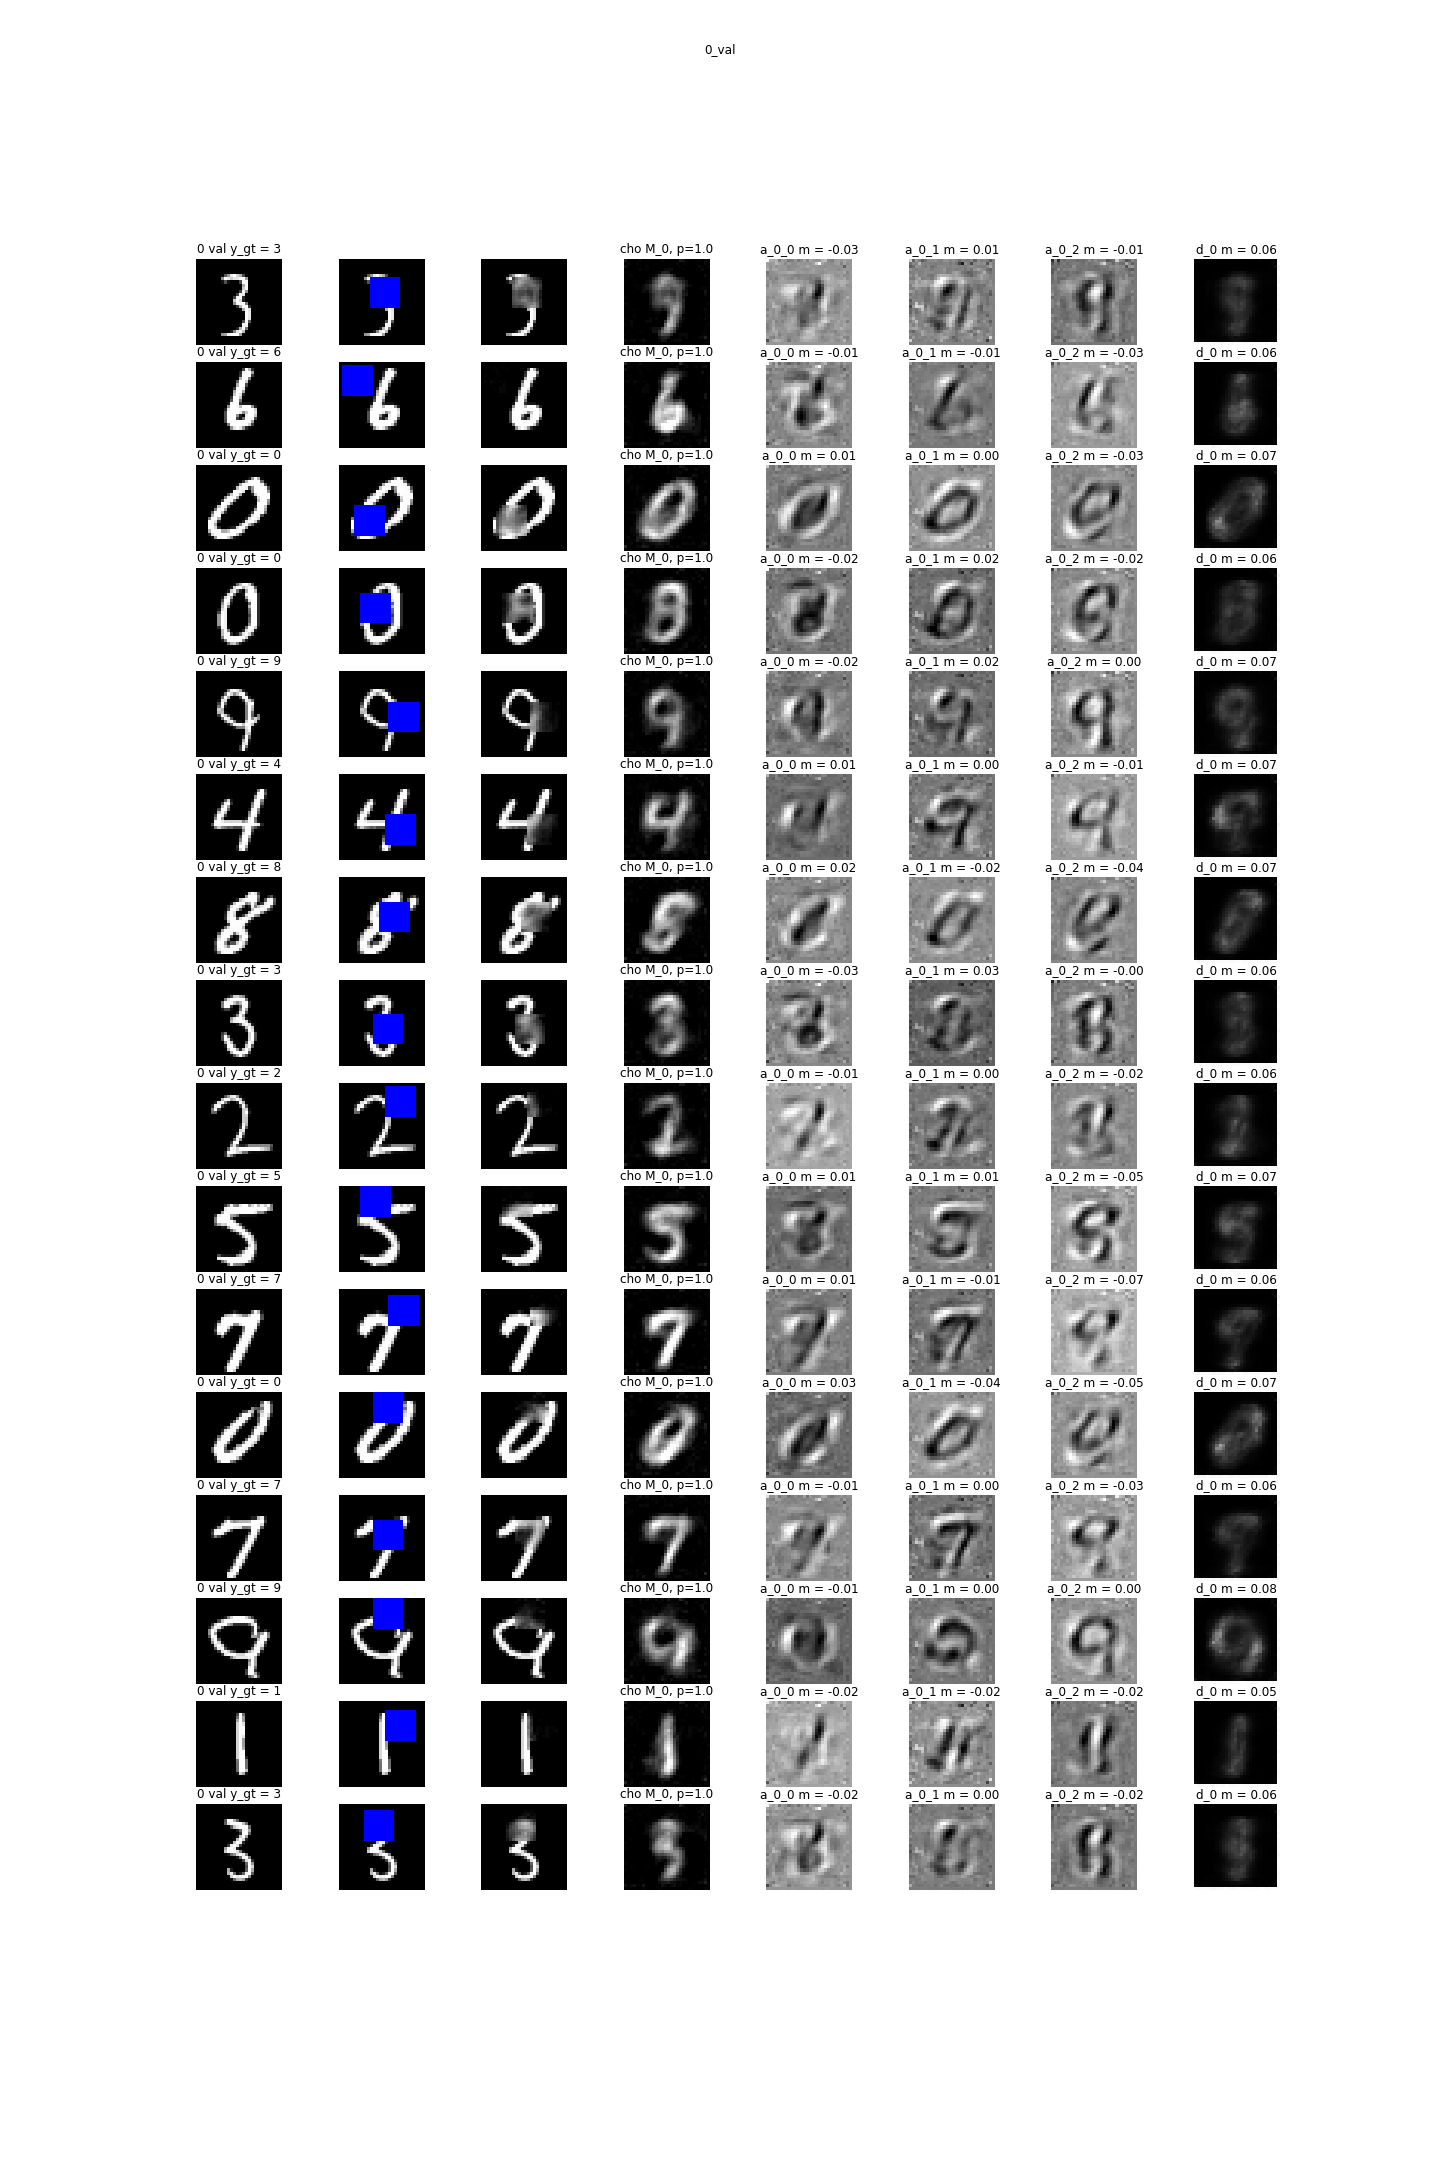 0_val
0 val y_gt = 3 cho M_0, p=1.0 a_0_0 m = -0.03 a_0_1 m = 0.01 a_0_2 m = -0.01 d_0 m = 0.06
0 val y_gt = 6 cho M_0, p=1.0 a_0_0 m = -0.01 a_0_1 m = -0.01 a_0_2 m = -0.03 d_0 m = 0.06
0 val y_gt = 0 cho M_0, p=1.0 a_0_0 m = 0.01 a_0_1 m = 0.00 a_0_2 m = -0.03 d_0 m = 0.07
0 val y_gt = 0 cho M_0, p=1.0 a_0_0 m = -0.02 a_0_1 m = 0.02 a_0_2 m = -0.02 d_0 m = 0.06
0 val y_gt = 9 cho M_0, p=1.0 a_0_0 m = -0.02 a_0_1 m = 0.02 a_0_2 m = 0.00 d_0 m = 0.07
0 val y_gt = 4 cho M_0, p=1.0 a_0_0 m = 0.01 a_0_1 m = 0.00 a_0_2 m = -0.01 d_0 m = 0.07
0 val y_gt = 8 cho M_0, p=1.0 a_0_0 m = 0.02 a_0_1 m = -0.02 a_0_2 m = -0.04 d_0 m = 0.07
0 val y_gt = 3 cho M_0, p=1.0 a_0_0 m = -0.03 a_0_1 m = 0.03 a_0_2 m = -0.00 d_0 m = 0.06
0 val y_gt = 2 cho M_0, p=1.0 a_0_0 m = -0.01 a_0_1 m = 0.00 a_0_2 m = -0.02 d_0 m = 0.06
0 val y_gt = 5 cho M_0, p=1.0 a_0_0 m = 0.01 a_0_1 m = 0.01 a_0_2 m = -0.05 d_0 m = 0.07
0 val y_gt = 7 cho M_0, p=1.0 a_0_0 m = 0.01 a_0_1 m = -0.01 a_0_2 m = -0.07 d_0 m = 0.06
0 val y_gt = 0 cho M_0, p=1.0 a_0_0 m = 0.03 a_0_1 m = -0.04 a_0_2 m = -0.05 d_0 m = 0.07
0 val y_gt = 7 cho M_0, p=1.0 a_0_0 m = -0.01 a_0_1 m = 0.00 a_0_2 m = -0.03 d_0 m = 0.06
0 val y_gt = 9 cho M_0, p=1.0 a_0_0 m = -0.01 a_0_1 m = 0.00 a_0_2 m = 0.00 d_0 m = 0.08
0 val y_gt = 1 cho M_0, p=1.0 a_0_0 m = -0.02 a_0_1 m = -0.02 a_0_2 m = -0.02 d_0 m = 0.05
0 val y_gt = 3 cho M_0, p=1.0 a_0_0 m = -0.02 a_0_1 m = 0.00 a_0_2 m = -0.02 d_0 m = 0.06